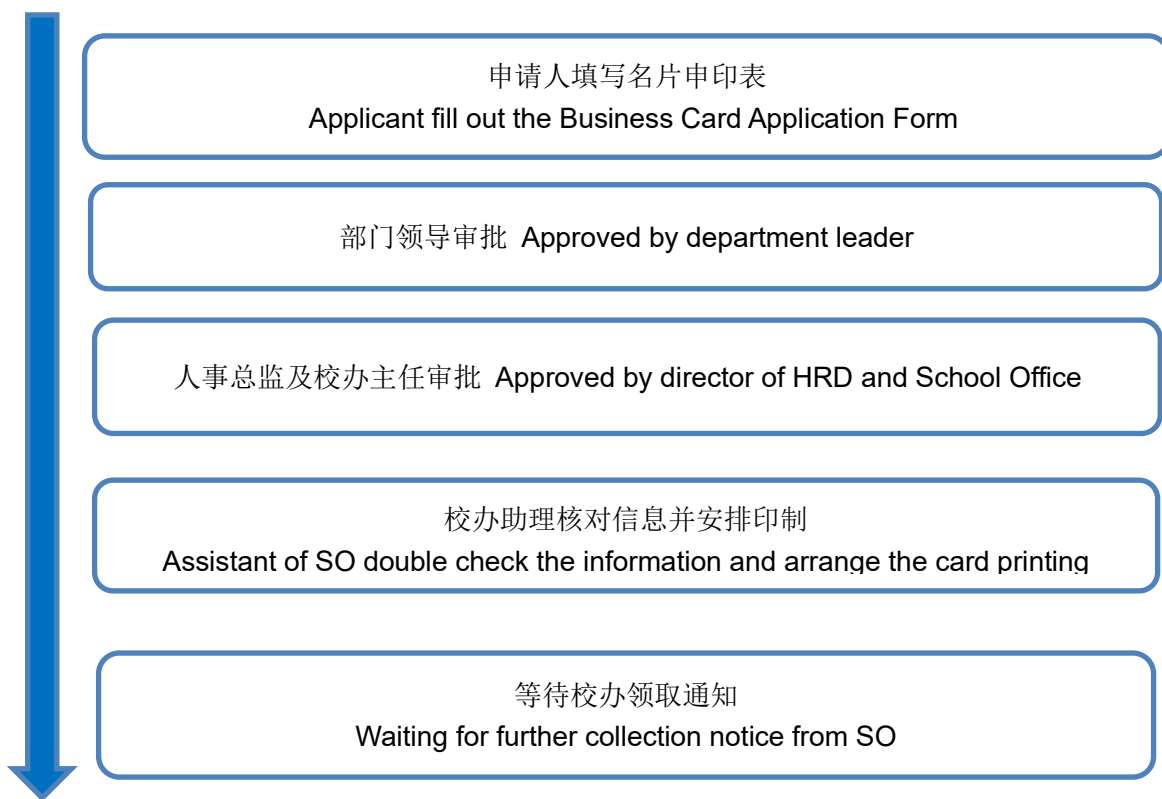 申请人填写名片申印表
Applicant fill out the Business Card Application Form
部门领导审批 Approved by department leader
人事总监及校办主任审批 Approved by director of HRD and School Office
校办助理核对信息并安排印制
Assistant of SO double check the information and arrange the card printing
等待校办领取通知
Waiting for further collection notice from SO